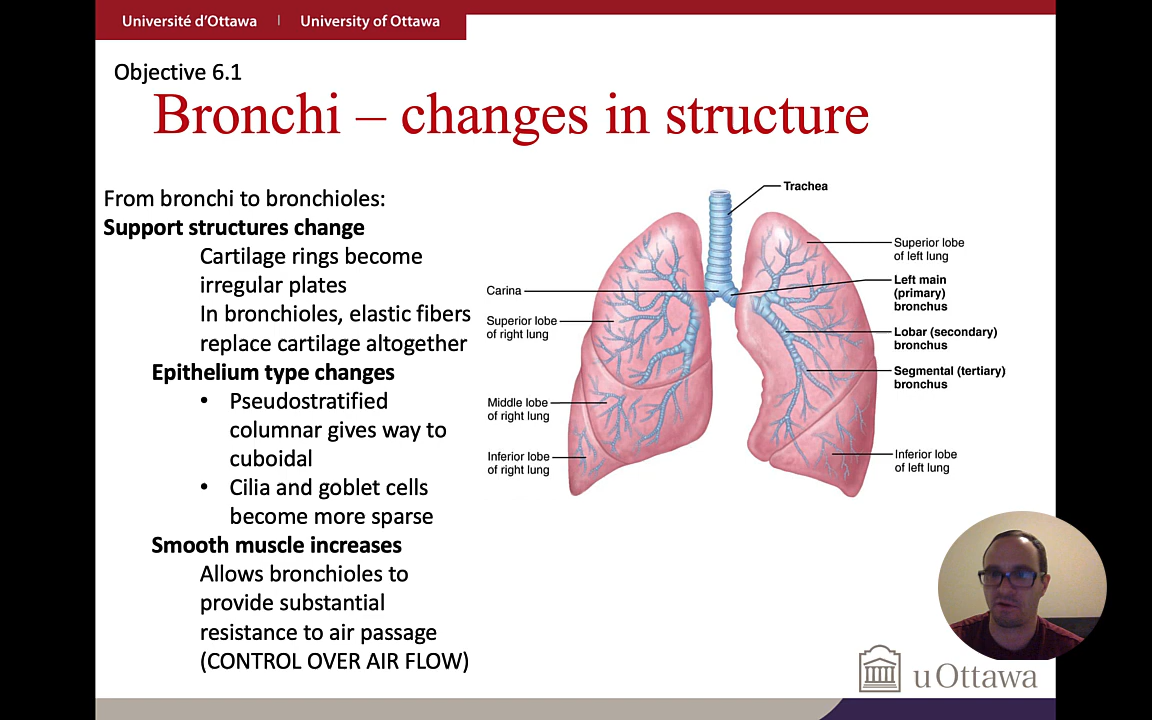 Université d'Ottawa | University of Ottawa
Objective 6.1
Bronchi – changes in structure
From bronchi to bronchioles:
Support structures change
Cartilage rings become
irregular plates
In bronchioles, elastic fibers
replace cartilage altogether
Epithelium type changes
• Pseudostratified
columnar gives way to
cuboidal
• Cilia and goblet cells
become more sparse
Smooth muscle increases
Allows bronchioles to
provide substantial
resistance to air passage
(CONTROL OVER AIR FLOW)
Trachea
Superior lobe
of left lung
Left main
(primary)
bronchus
Carina
Superior lobe
of right lung
Lobar (secondary)
bronchus
Segmental (tertiary)
bronchus
Middle lobe
of right lung
Inferior lobe
of right lung
Inferior lobe
of left lung
uOttawa